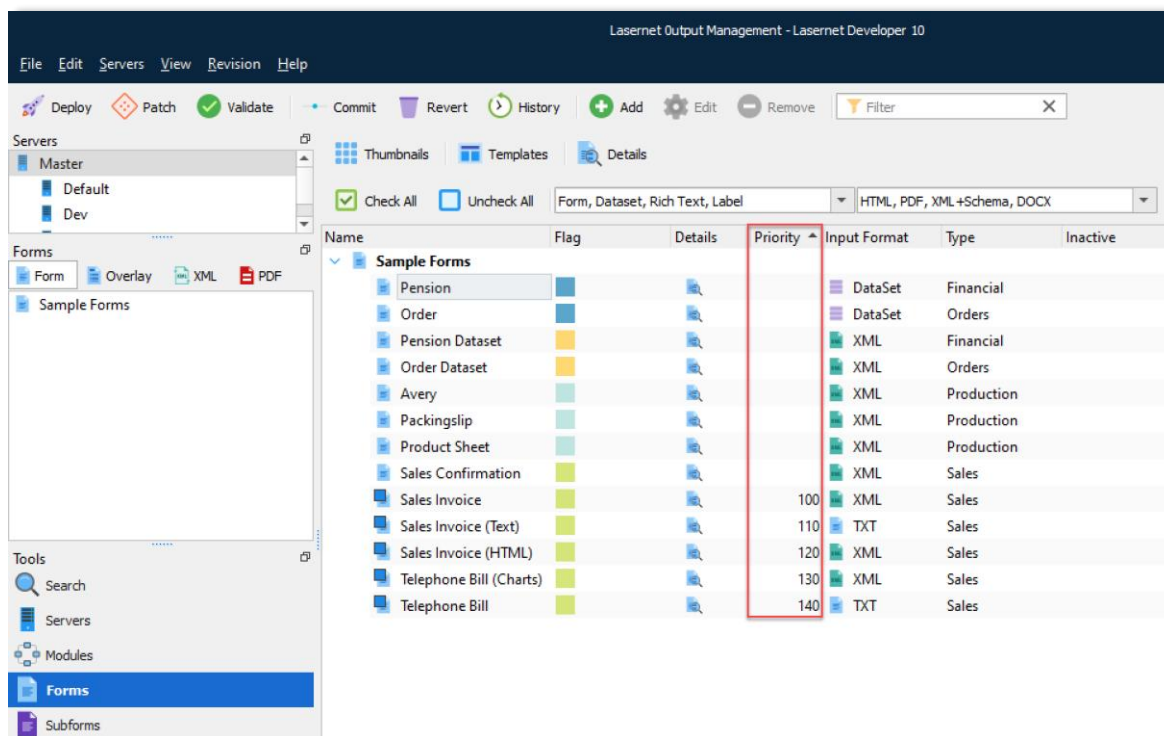 Lasernet Output Management - Lasernet Developer 10
File Edit Servers View Revision Help
Deploy Patch Validate Commit Revert History Add Edit Remove Filter
Servers
Master
Default
Dev
Forms
Form Overlay XML PDF
Sample Forms
Tools
Search
Servers
Modules
Forms
Subforms
Thumbnails Templates Details
Check All Uncheck All Form, Dataset, Rich Text, Label HTML, PDF, XML+Schema, DOCX
Name Flag Details Priority Input Format Type Inactive
Sample Forms
Pension DataSet Financial
Order DataSet Orders
Pension Dataset XML Financial
Order Dataset XML Orders
Avery XML Production
Packingslip XML Production
Product Sheet XML Production
Sales Confirmation XML Sales
Sales Invoice 100 XML Sales
Sales Invoice (Text) 110 TXT Sales
Sales Invoice (HTML) 120 XML Sales
Telephone Bill (Charts) 130 XML Sales
Telephone Bill 140 TXT Sales